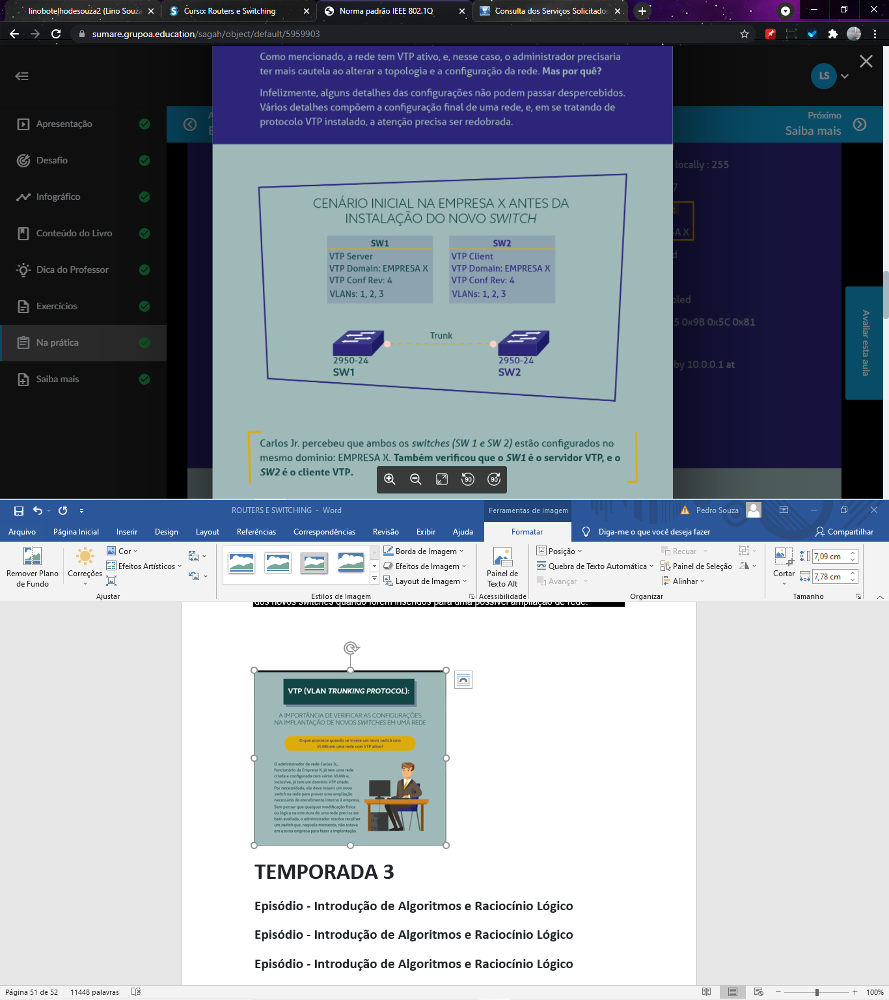 linobotelhodesouza2 (Lino Souza
Curso: Routers e Switching
Norma padrão IEEE 802.1Q
Consulta dos Serviços Solicitados
sumare.grupoa.education/sagah/object/default/5959903
Como mencionado, a rede tem VTP ativo, e, nesse caso, o administrador precisaria
ter mais cautela ao alterar a topologia e a configuração da rede. Mas por quê?
Infelizmente, alguns detalhes das configurações não podem passar despercebidos.
Vários detalhes compõem a configuração final de uma rede, e, em se tratando de
protocolo VTP instalado, a atenção precisa ser redobrada.
LS
Apresentação
Desafio
Infográfico
Conteúdo do Livro
Dica do Professor
Exercícios
Na prática
Saiba mais
Próximo
Saiba mais
locally : 255
7
SA X
d
bled
5 0x9B 0x5C 0x81
by 10.0.0.1 at
Avaliar esta aula
CENÁRIO INICIAL NA EMPRESA X ANTES DA
INSTALAÇÃO DO NOVO SWITCH
SW1
VTP Server
VTP Domain: EMPRESA X
VTP Conf Rev: 4
VLANs: 1, 2, 3
SW2
VTP Client
VTP Domain: EMPRESA X
VTP Conf Rev: 4
VLANs: 1, 2, 3
Trunk
2950-24
SW1
2950-24
SW2
Carlos Jr. percebeu que ambos os switches (SW 1 e SW 2) estão configurados no
mesmo domínio: EMPRESA X. Também verificou que o SW1 é o servidor VTP, e o
SW2 é o cliente VTP.
90
90
ROUTERS E SWITCHING - Word
Ferramentas de Imagem
Pedro Souza
Arquivo
Página Inicial
Inserir
Design
Layout
Referências
Correspondências
Revisão
Exibir
Ajuda
Formatar
Diga-me o que você deseja fazer
Compartilhar
Remover Plano
de Fundo
Correções
Cor
Efeitos Artísticos
Ajustar
Estilos de Imagem
Borda de Imagem
Efeitos de Imagem
Layout de Imagem
Painel de
Texto Alt
Acessibilidade
Posição
Quebra de Texto Automática
Avançar
Recuar
Painel de Seleção
Alinhar
Organizar
Cortar
7,09 cm
7,78 cm
Tamanho
dos novos switches quando forem inseridos para uma possível ampliação de rede.
VTP (VLAN TRUNKING PROTOCOL):
A IMPORTÂNCIA DE VERIFICAR AS CONFIGURAÇÕES
NA IMPLANTAÇÃO DE NOVOS SWITCHES EM UMA REDE
O que acontece quando se insere um novo switch com
VLANs em uma rede com VTP ativo?
O administrador de rede Carlos Jr.,
funcionário da Empresa X, já tem uma rede
criada e configurada com várias VLANs e,
inclusive, já tem um domínio VTP criado.
Por necessidade, ele deve inserir um novo
switch na rede para prover uma ampliação
necessária de atendimento interno à empresa.
Sem pensar que qualquer modificação física
ou lógica na estrutura de uma rede precisa ser
bem avaliada, o administrador resolve recolher
um switch que, naquele momento, não estava
em uso na empresa para fazer a implantação.
TEMPORADA 3
Episódio - Introdução de Algoritmos e Raciocínio Lógico
Episódio - Introdução de Algoritmos e Raciocínio Lógico
Episódio - Introdução de Algoritmos e Raciocínio Lógico
Página 51 de 52
11448 palavras
100%